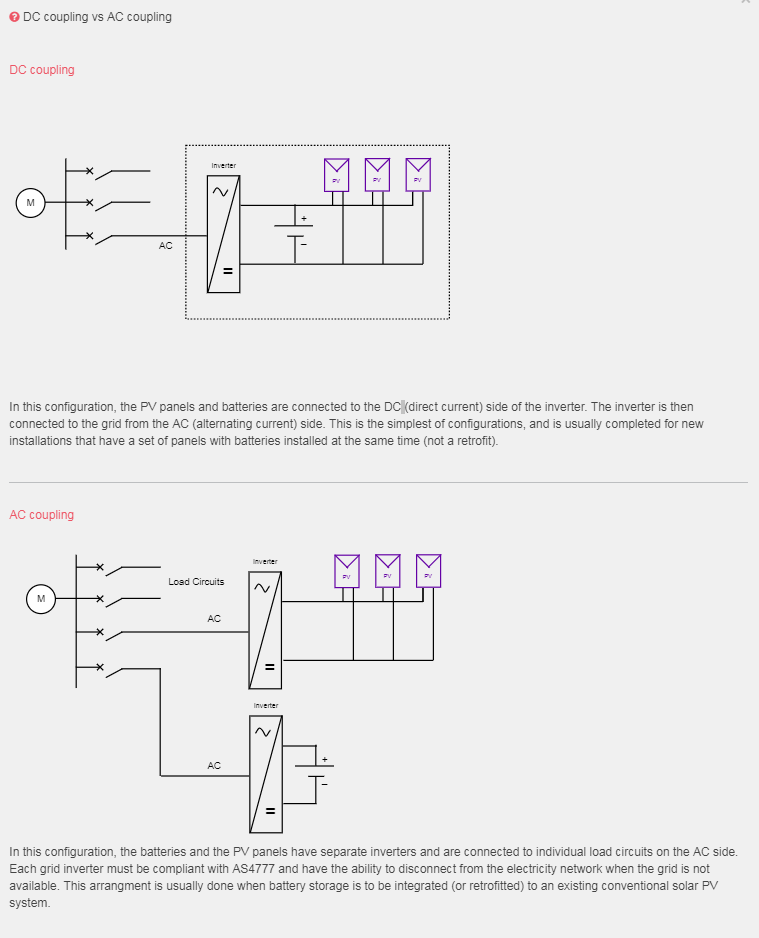 ? DC coupling vs AC coupling
DC coupling
Inverter
PV
PV
PV
M
+
−
AC
=
In this configuration, the PV panels and batteries are connected to the DC (direct current) side of the inverter. The inverter is then
connected to the grid from the AC (alternating current) side. This is the simplest of configurations, and is usually completed for new
installations that have a set of panels with batteries installed at the same time (not a retrofit).
AC coupling
Inverter
PV
PV
PV
Load Circuits
M
AC
=
Inverter
+
AC
−
=
In this configuration, the batteries and the PV panels have separate inverters and are connected to individual load circuits on the AC side.
Each grid inverter must be compliant with AS4777 and have the ability to disconnect from the electricity network when the grid is not
available. This arrangment is usually done when battery storage is to be integrated (or retrofitted) to an existing conventional solar PV
system.